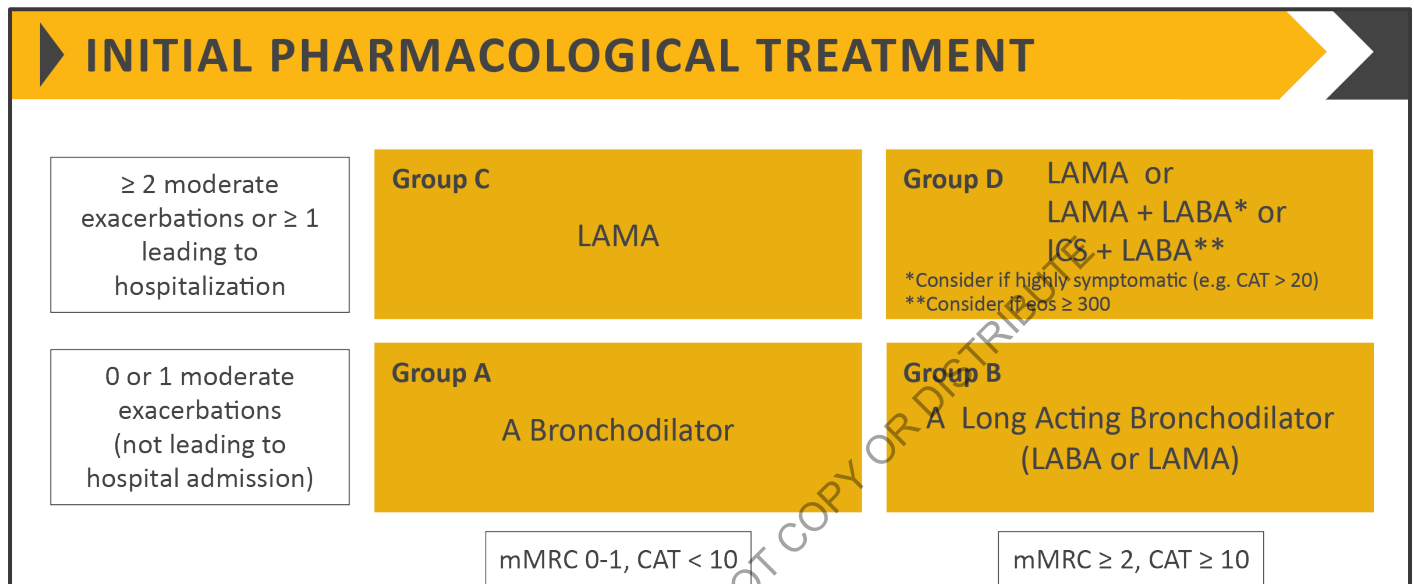 INITIAL PHARMACOLOGICAL TREATMENT
≥ 2 moderate
exacerbations or ≥ 1
leading to
hospitalization
Group C
LAMA
Group D
LAMA or
LAMA + LABA* or
ICS + LABA**
*Consider if highly symptomatic (e.g. CAT > 20)
**Consider if eos ≥ 300
0 or 1 moderate
exacerbations
(not leading to
hospital admission)
Group A
A Bronchodilator
Group B
A Long Acting Bronchodilator
(LABA or LAMA)
mMRC 0-1, CAT < 10
mMRC ≥ 2, CAT ≥ 10
COPY OR DISTRIBUTE